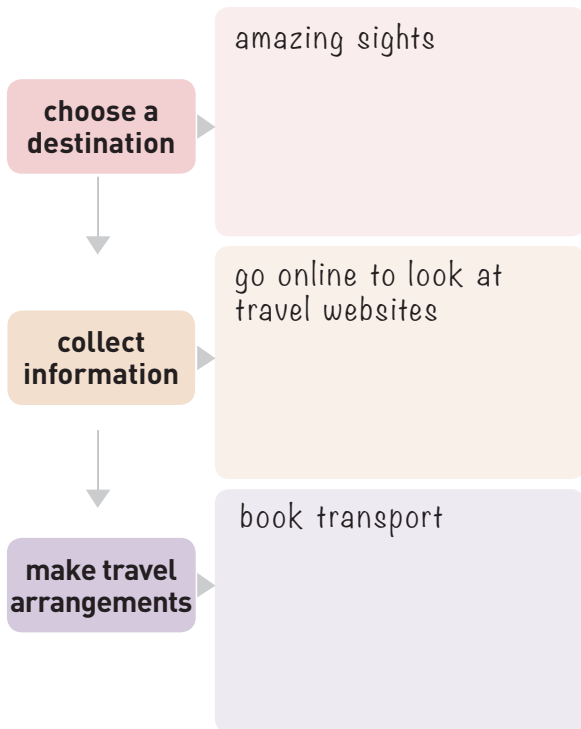 amazing sights
choose a
destination
go online to look at
travel websites
collect
information
book transport
make travel
arrangements